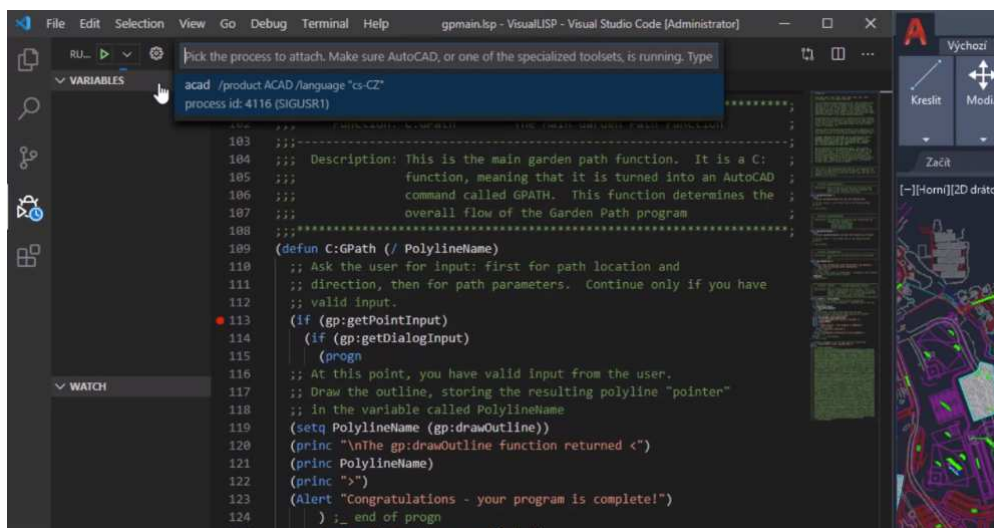 File Edit Selection View Go Debug Terminal Help gpmain.lsp - VisualLISP - Visual Studio Code [Administrator]
RU...
Pick the process to attach. Make sure AutoCAD, or one of the specialized toolsets, is running. Type
acad /product ACAD /language "cs-CZ"
process id: 4116 (SIGUSR1)
VARIABLES
102 ;;; Function: C:GPath The Main Garden Path Function ;
103 ;;;--------------------------------------------------------------------;
104 ;;; Description: This is the main garden path function. It is a C: ;
105 ;;; function, meaning that it is turned into an AutoCAD ;
106 ;;; command called GPATH. This function determines the ;
107 ;;; overall flow of the Garden Path program ;
108 ;;;********************************************************************;
109 (defun C:GPath (/ PolylineName)
110 ;; Ask the user for input: first for path location and
111 ;; direction, then for path parameters. Continue only if you have
112 ;; valid input.
113 (if (gp:getPointInput)
114 (if (gp:getDialogInput)
115 (progn
116 ;; At this point, you have valid input from the user.
117 ;; Draw the outline, storing the resulting polyline "pointer"
118 ;; in the variable called PolylineName
119 (setq PolylineName (gp:drawOutline))
120 (princ "\nThe gp:drawOutline function returned <")
121 (princ PolylineName)
122 (princ ">")
123 (Alert "Congratulations - your program is complete!")
124 ) ;_ end of progn
WATCH
A
Výchozí
Kreslit
Modi
Začít
[−][Horní][2D dráto